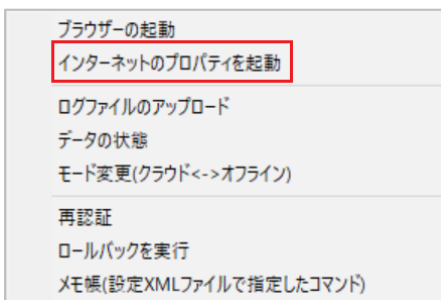 ブラウザーの起動
インターネットのプロパティを起動
ログファイルのアップロード
データの状態
モード変更(クラウド<->オフライン)
再認証
ロールバックを実行
メモ帳(設定XMLファイルで指定したコマンド)